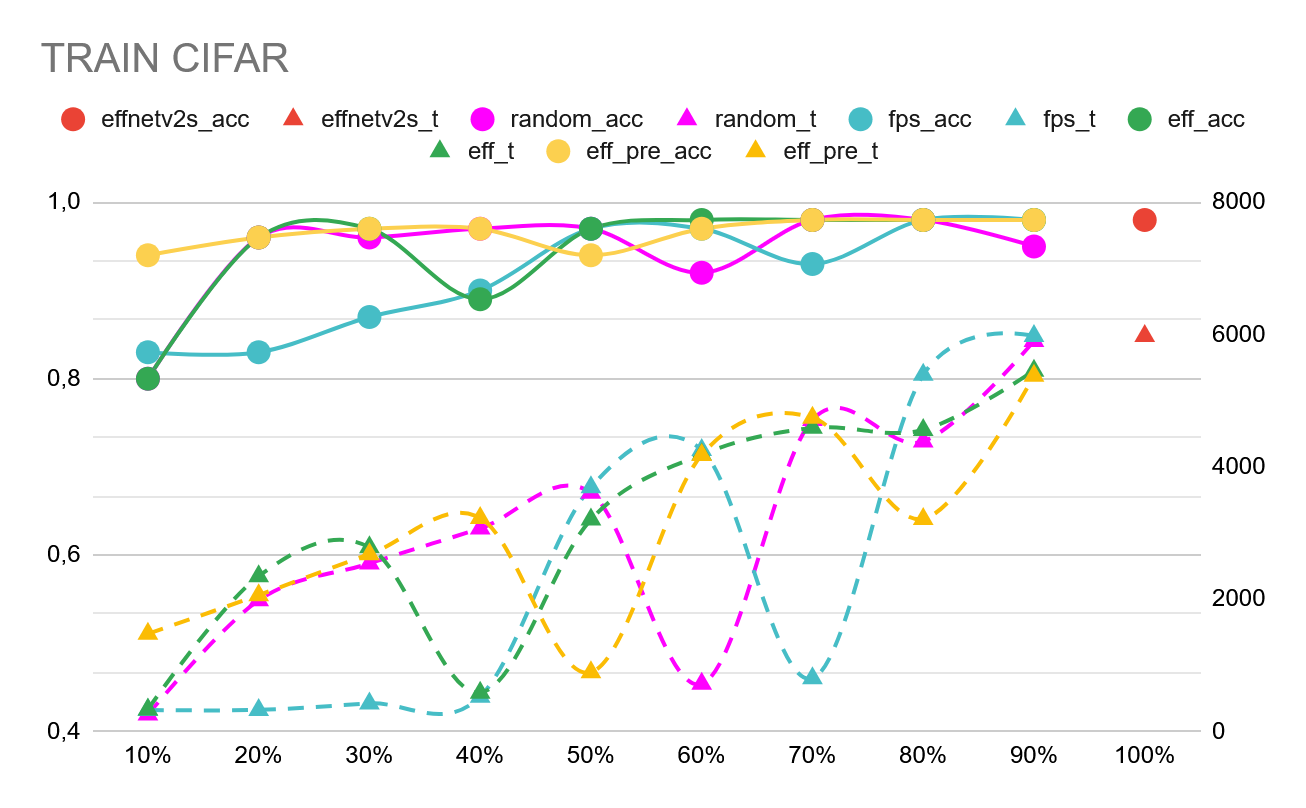 TRAIN CIFAR
effnetv2s_acc effnetv2s_t random_acc random_t fps_acc fps_t eff_acc
eff_t eff_pre_acc eff_pre_t
1,0 8000
6000
0,8
4000
0,6
2000
0,4 0
10% 20% 30% 40% 50% 60% 70% 80% 90% 100%